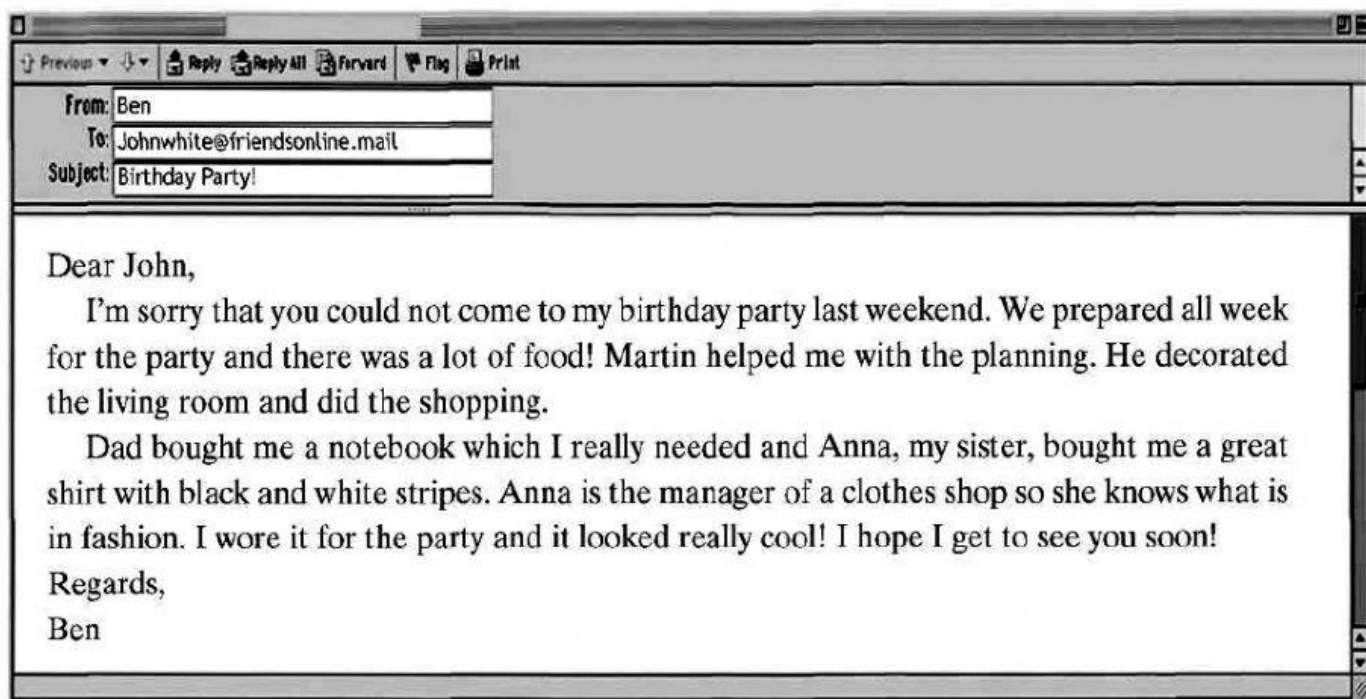 Previous Reply Reply All Forward Flag Print
From: Ben
To: Johnwhite@friendsonline.mail
Subject: Birthday Party!
Dear John,
I'm sorry that you could not come to my birthday party last weekend. We prepared all week
for the party and there was a lot of food! Martin helped me with the planning. He decorated
the living room and did the shopping.
Dad bought me a notebook which I really needed and Anna, my sister, bought me a great
shirt with black and white stripes. Anna is the manager of a clothes shop so she knows what is
in fashion. I wore it for the party and it looked really cool! I hope I get to see you soon!
Regards,
Ben